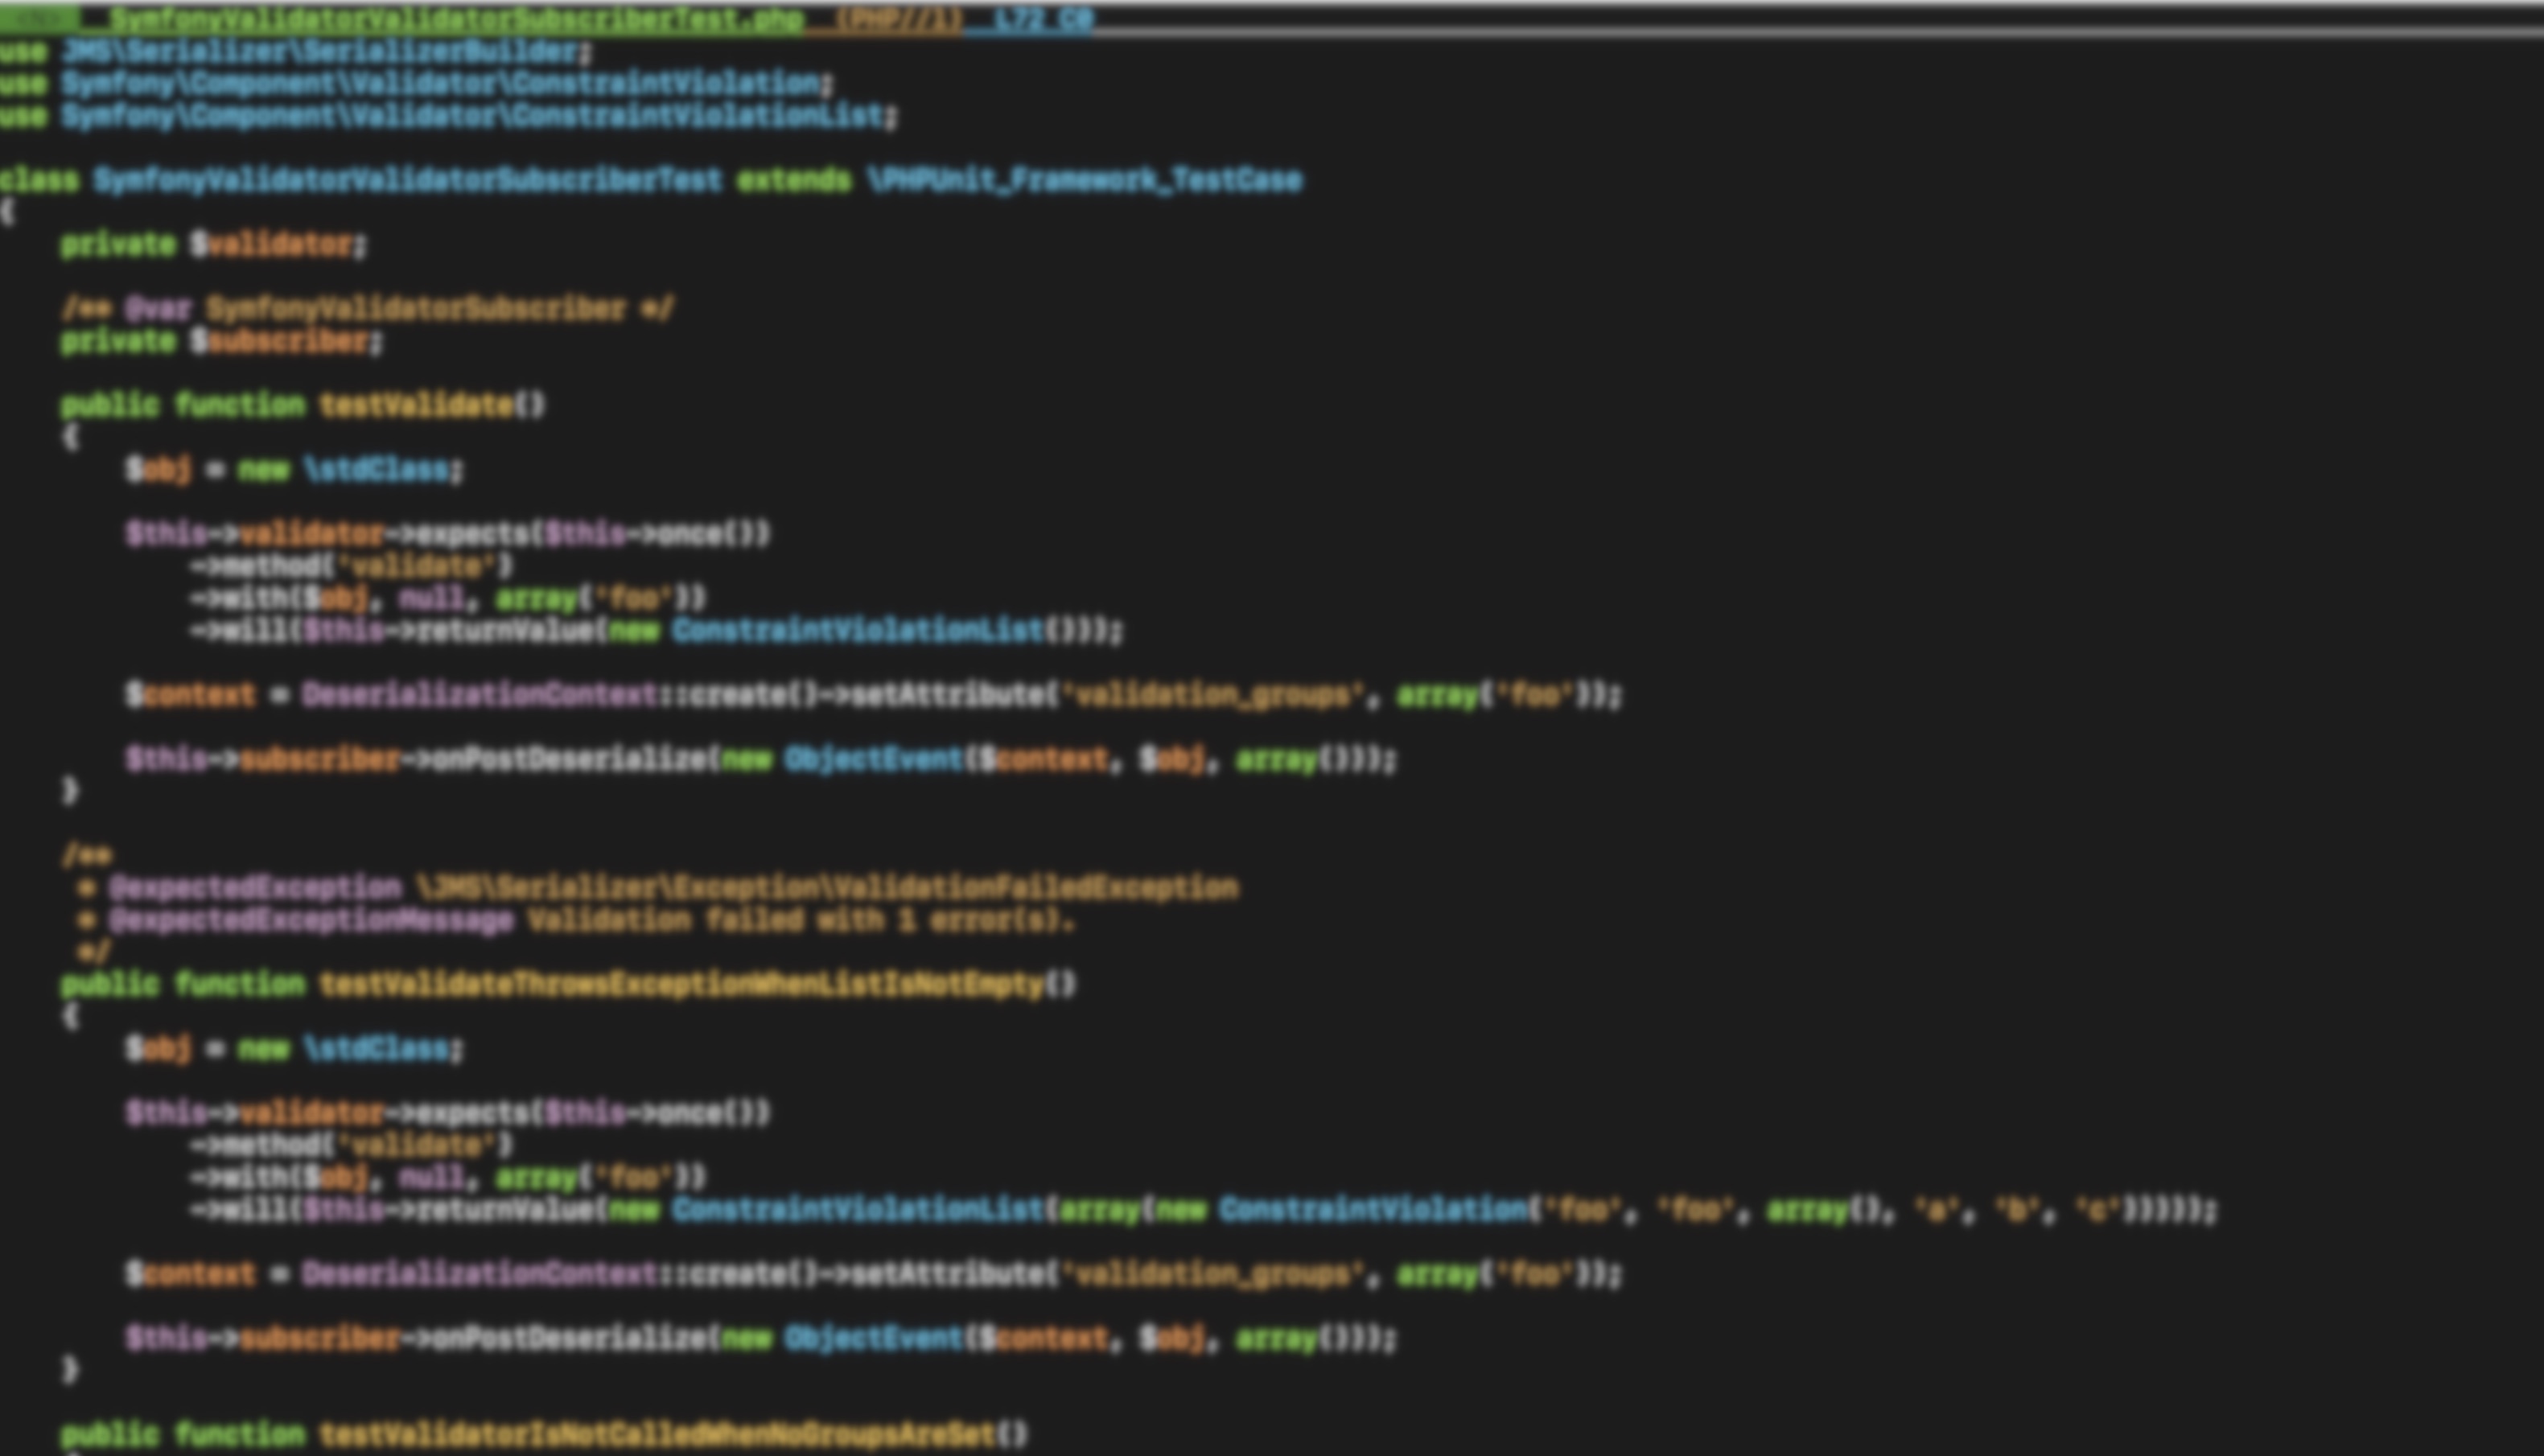 SymfonyValidatorValidatorSubscriberTest.php (PHP//l) L72 C0
use JMS\Serializer\SerializerBuilder;
use Symfony\Component\Validator\ConstraintViolation;
use Symfony\Component\Validator\ConstraintViolationList;
class SymfonyValidatorValidatorSubscriberTest extends \PHPUnit_Framework_TestCase
{
private $validator;
/** @var SymfonyValidatorSubscriber */
private $subscriber;
public function testValidate()
{
$obj = new \stdClass;
$this->validator->expects($this->once())
->method('validate')
->with($obj, null, array('foo'))
->will($this->returnValue(new ConstraintViolationList()));
$context = DeserializationContext::create()->setAttribute('validation_groups', array('foo'));
$this->subscriber->onPostDeserialize(new ObjectEvent($context, $obj, array()));
}
/**
* @expectedException \JMS\Serializer\Exception\ValidationFailedException
* @expectedExceptionMessage Validation failed with 1 error(s).
*/
public function testValidateThrowsExceptionWhenListIsNotEmpty()
{
$obj = new \stdClass;
$this->validator->expects($this->once())
->method('validate')
->with($obj, null, array('foo'))
->will($this->returnValue(new ConstraintViolationList(array(new ConstraintViolation('foo', 'foo', array(), 'a', 'b', 'c')))));
$context = DeserializationContext::create()->setAttribute('validation_groups', array('foo'));
$this->subscriber->onPostDeserialize(new ObjectEvent($context, $obj, array()));
}
public function testValidatorIsNotCalledWhenNoGroupsAreSet()